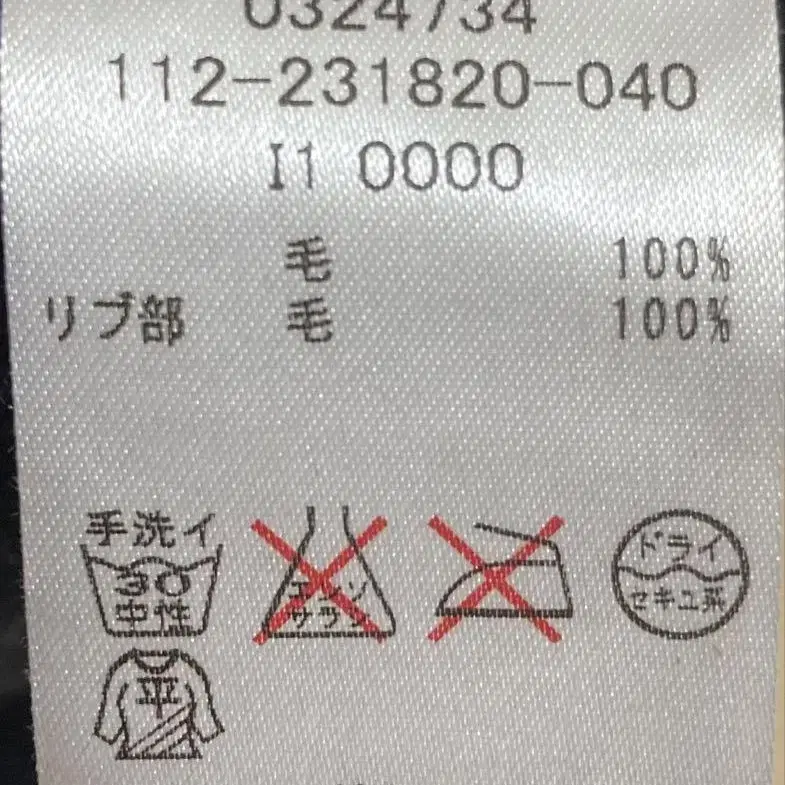 0324734
112-231820-040
I1 0000
毛 100%
リブ部 毛 100%
手洗イ
30
中性
エンソ
サラシ
ドライ
セキユ系
平